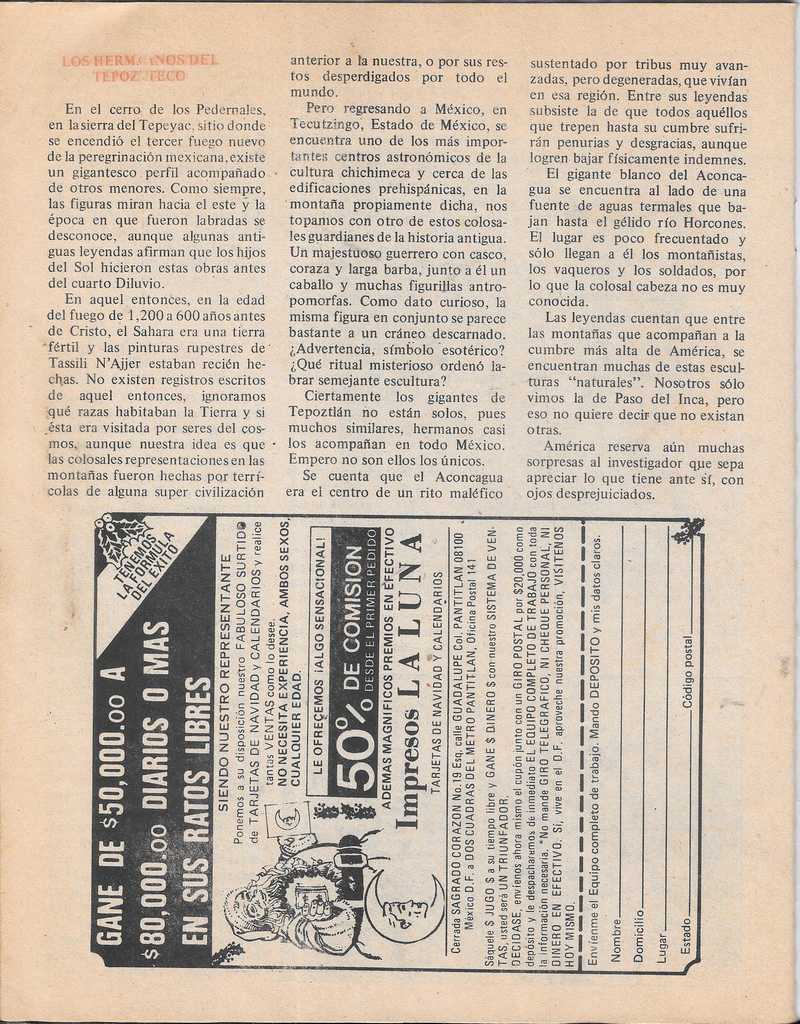 LOS HERMANOS DEL
TEPOZTECO
En el cerro de los Pedernales,
en la sierra del Tepeyac, sitio donde
se encendió el tercer fuego nuevo
de la peregrinación mexicana, existe
un gigantesco perfil acompañado
de otros menores. Como siempre,
las figuras miran hacia el este y la
época en que fueron labradas se
desconoce, aunque algunas anti-
guas leyendas afirman que los hijos
del Sol hicieron estas obras antes
del cuarto Diluvio.
En aquel entonces, en la edad
del fuego de 1,200 a 600 años antes
de Cristo, el Sahara era una tierra
fértil y las pinturas rupestres de
Tassili N'Ajjer estaban recién he-
chas. No existen registros escritos
de aquel entonces, ignoramos
qué razas habitaban la Tierra y si
ésta era visitada por seres del cos-
mos, aunque nuestra idea es que
las colosales representaciones en las
montañas fueron hechas por terrí-
colas de alguna super civilización
anterior a la nuestra, o por sus res-
tos desperdigados por todo el
mundo.
Pero regresando a México, en
Tecutzingo, Estado de México, se
encuentra uno de los más impor-
tantes centros astronómicos de la
cultura chichimeca y cerca de las
edificaciones prehispánicas, en la
montaña propiamente dicha, nos
topamos con otro de estos colosa-
les guardianes de la historia antigua.
Un majestuoso guerrero con casco,
coraza y larga barba, junto a él un
caballo y muchas figurillas antro-
pomorfas. Como dato curioso, la
misma figura en conjunto se parece
bastante a un cráneo descarnado.
¿Advertencia, símbolo esotérico?
¿Qué ritual misterioso ordenó la-
brar semejante escultura?
Ciertamente los gigantes de
Tepoztlán no están solos, pues
muchos similares, hermanos casi
los acompañan en todo México.
Empero no son ellos los únicos.
Se cuenta que el Aconcagua
era el centro de un rito maléfico
sustentado por tribus muy avan-
zadas, pero degeneradas, que vivían
en esa región. Entre sus leyendas
subsiste la de que todos aquéllos
que trepen hasta su cumbre sufri-
rán penurias y desgracias, aunque
logren bajar físicamente indemnes.
El gigante blanco del Aconca-
gua se encuentra al lado de una
fuente de aguas termales que ba-
jan hasta el gélido río Horcones.
El lugar es poco frecuentado y
sólo llegan a él los montañistas,
los vaqueros y los soldados, por
lo que la colosal cabeza no es muy
conocida.
Las leyendas cuentan que entre
las montañas que acompañan a la
cumbre más alta de América, se
encuentran muchas de estas escul-
turas "naturales". Nosotros sólo
vimos la de Paso del Inca, pero
eso no quiere decir que no existan
otras.
América reserva aún muchas
sorpresas al investigador que sepa
apreciar lo que tiene ante sí, con
ojos desprejuiciados.
TENEMOS
LA FORMULA
DEL EXITO
GANE DE $50,000.00 A
$80,000.00 DIARIOS O MAS
EN SUS RATOS LIBRES
SIENDO NUESTRO REPRESENTANTE
Ponemos a su disposición nuestro FABULOSO SURTIDO
de TARJETAS DE NAVIDAD y CALENDARIOS y realice
tantas VENTAS como lo desee.
NO NECESITA EXPERIENCIA, AMBOS SEXOS,
CUALQUIER EDAD.
LE OFRECEMOS ¡ALGO SENSACIONAL!
50% DE COMISION
DESDE EL PRIMER PEDIDO
ADEMAS MAGNIFICOS PREMIOS EN EFECTIVO
Impresos LA LUNA
TARJETAS DE NAVIDAD Y CALENDARIOS
Cerrada SAGRADO CORAZON No. 19 Esq. calle GUADALUPE Col. PANTITLAN 08100
México D.F. a DOS CUADRAS DEL METRO PANTITLAN, Oficina Postal 141
Sáquele $ JUGO $ a su tiempo libre y GANE $ DINERO $ con nuestro SISTEMA DE VEN-
TAS, usted será UN TRIUNFADOR.
DECIDASE, envíenos ahora mismo el cupón junto con un GIRO POSTAL por $20,000 como
depósito y le despacharemos de inmediato EL EQUIPO COMPLETO DE TRABAJO con toda
la información necesaria. "No mande GIRO TELEGRAFICO, NI CHEQUE PERSONAL, NI
DINERO EN EFECTIVO. Si, vive en el D.F. aproveche nuestra promoción, VISITENOS
HOY MISMO.
Envíenme el Equipo completo de trabajo. Mando DEPOSITO y mis datos claros.
Nombre
Domicilio
Lugar
Estado Código postal